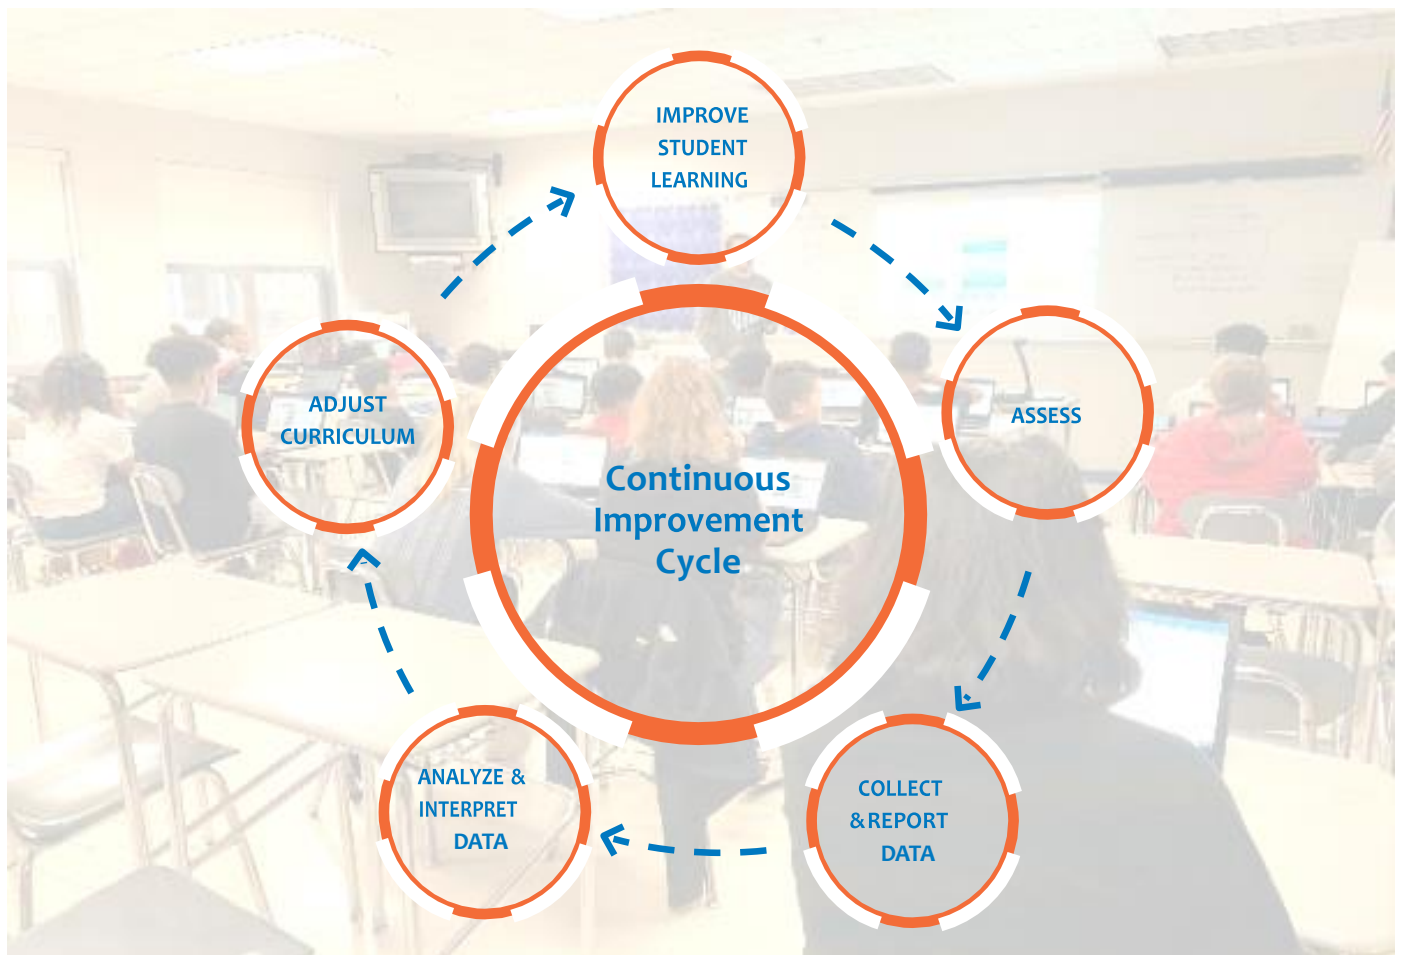 IMPROVE
STUDENT
LEARNING
ASSESS
COLLECT
& REPORT
DATA
ANALYZE &
INTERPRET
DATA
ADJUST
CURRICULUM
Continuous
Improvement
Cycle